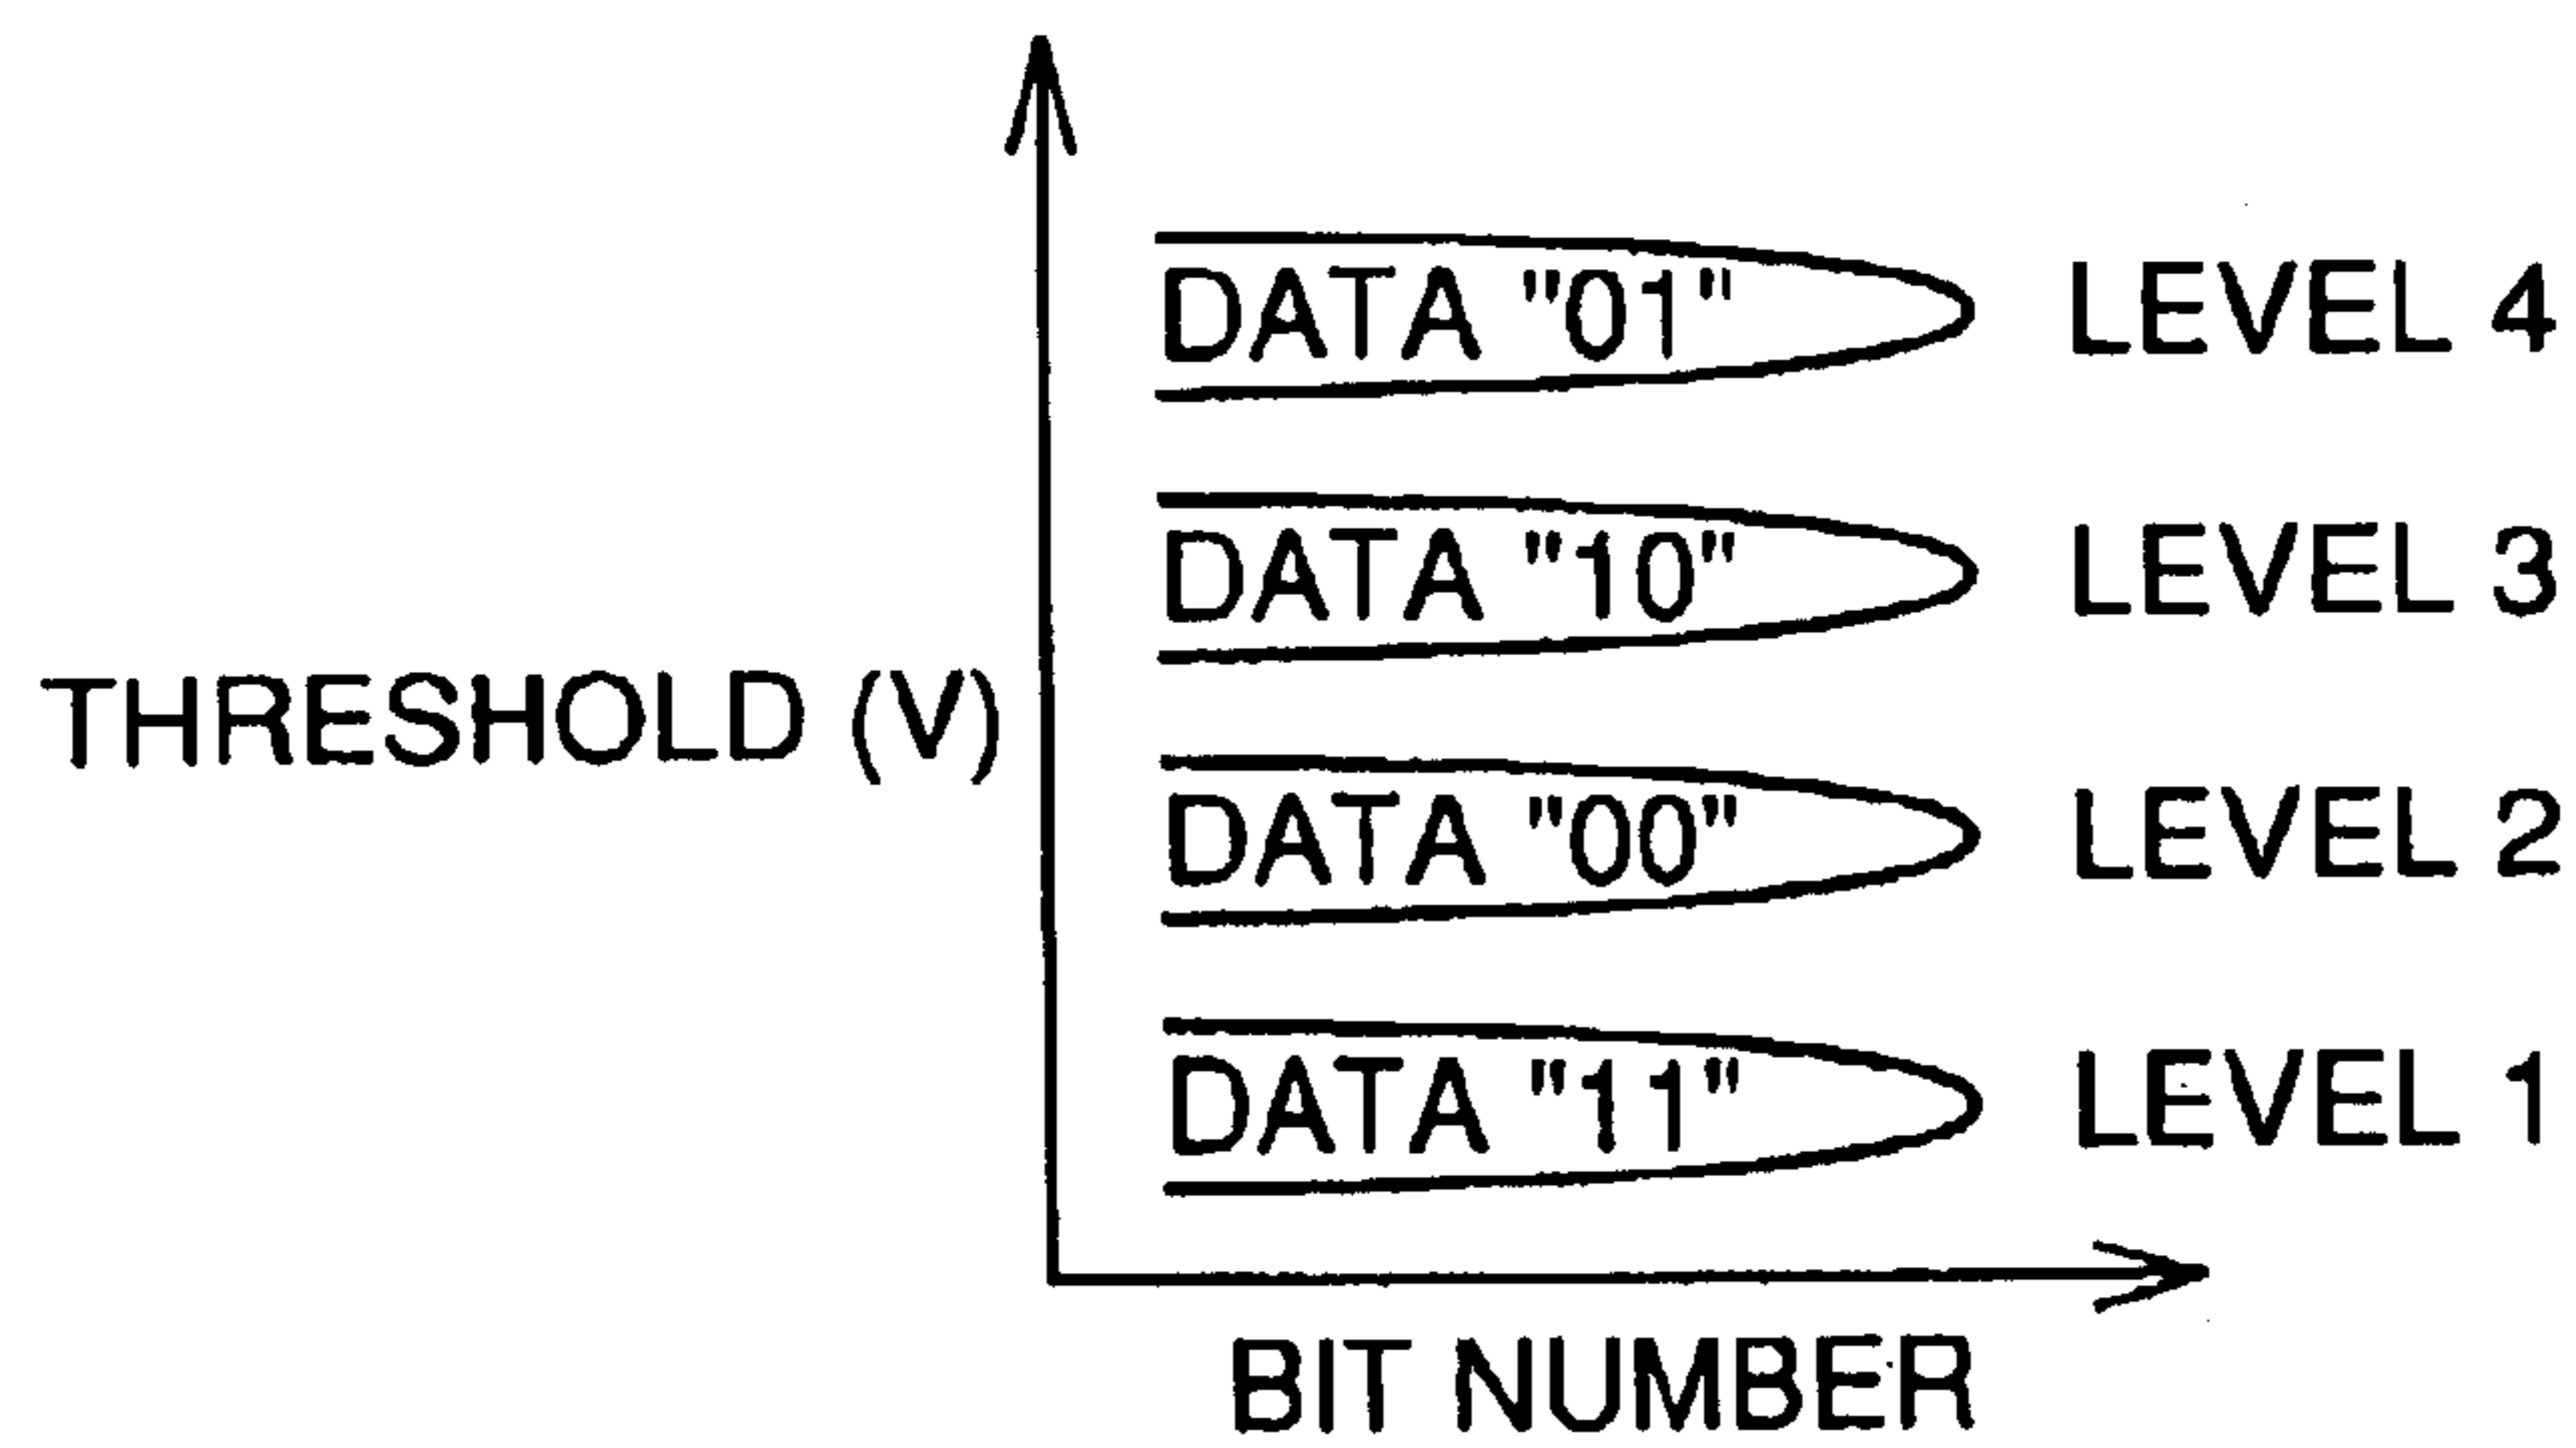 DATA "01" LEVEL 4
DATA "10" LEVEL 3
THRESHOLD (V)
DATA "00" LEVEL 2
DATA "11" LEVEL 1
BIT NUMBER